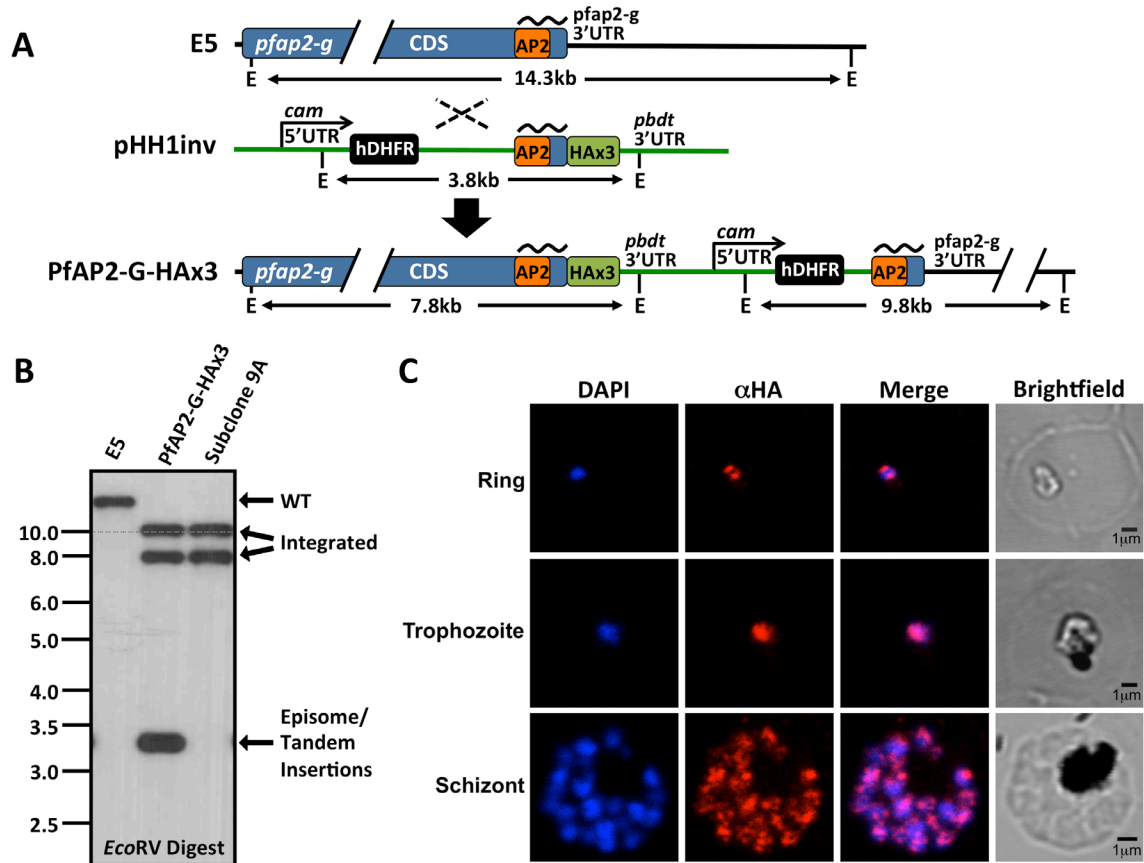 A
E5
pfap2-g
CDS
AP2
pfap2-g
3'UTR
E
14.3kb
E
pHH1inv
cam
5'UTR
hDHFR
AP2
HAx3
pbdt
3'UTR
E
3.8kb
E
PfAP2-G-HAx3
pfap2-g
CDS
AP2
HAx3
pbdt
3'UTR
cam
5'UTR
hDHFR
AP2
pfap2-g
3'UTR
E
7.8kb
E
E
9.8kb
E
B
E5
PfAP2-G-HAx3
Subclone 9A
10.0
8.0
6.0
5.0
4.0
3.5
3.0
2.5
WT
Integrated
Episome/
Tandem
Insertions
EcoRV Digest
C
DAPI
αHA
Merge
Brightfield
Ring
1μm
Trophozoite
1μm
Schizont
1μm